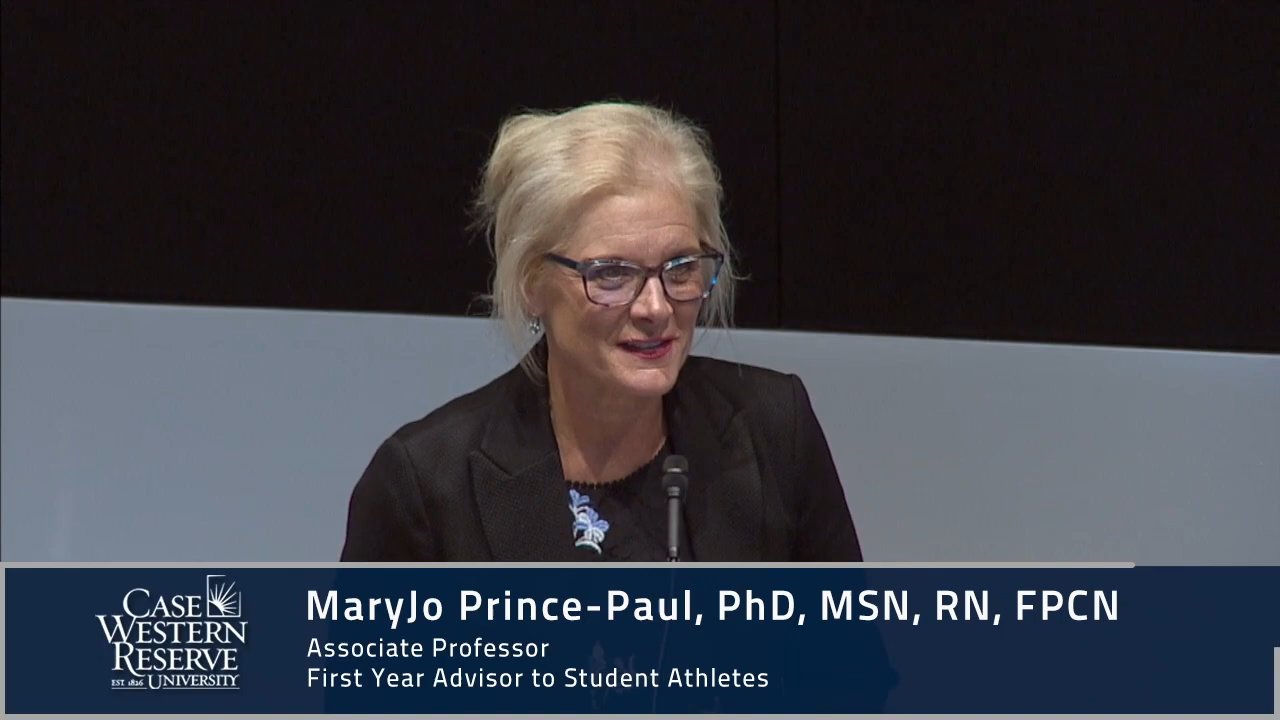 CASE
WESTERN
RESERVE
EST. 1826 UNIVERSITY
MaryJo Prince-Paul, PhD, MSN, RN, FPCN
Associate Professor
First Year Advisor to Student Athletes